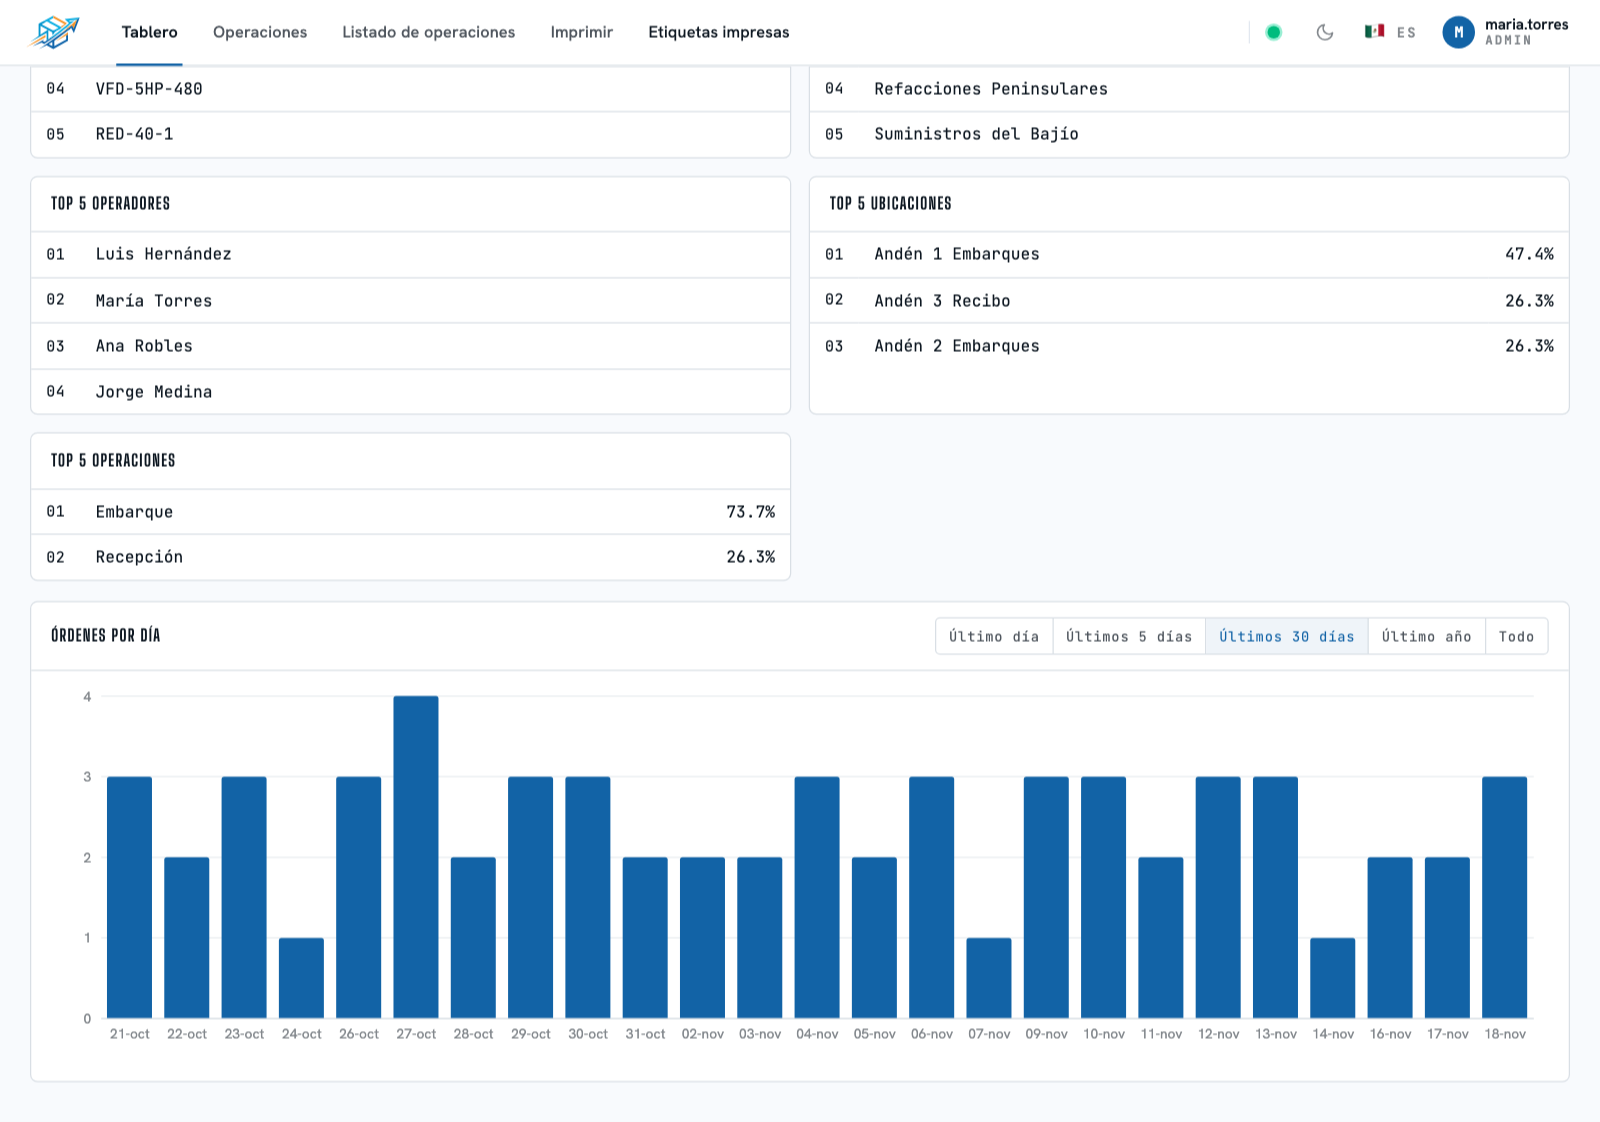 Tablero Operaciones Listado de operaciones Imprimir Etiquetas impresas ES M maria.torres
ADMIN
04 VFD-5HP-480
05 RED-40-1
04 Refacciones Peninsulares
05 Suministros del Bajío
TOP 5 OPERADORES
01 Luis Hernández
02 María Torres
03 Ana Robles
04 Jorge Medina
TOP 5 UBICACIONES
01 Andén 1 Embarques 47.4%
02 Andén 3 Recibo 26.3%
03 Andén 2 Embarques 26.3%
TOP 5 OPERACIONES
01 Embarque 73.7%
02 Recepción 26.3%
ÓRDENES POR DÍA
Último día Últimos 5 días Últimos 30 días Último año Todo
4
3
2
1
0
21-oct 22-oct 23-oct 24-oct 26-oct 27-oct 28-oct 29-oct 30-oct 31-oct 02-nov 03-nov 04-nov 05-nov 06-nov 07-nov 09-nov 10-nov 11-nov 12-nov 13-nov 14-nov 16-nov 17-nov 18-nov